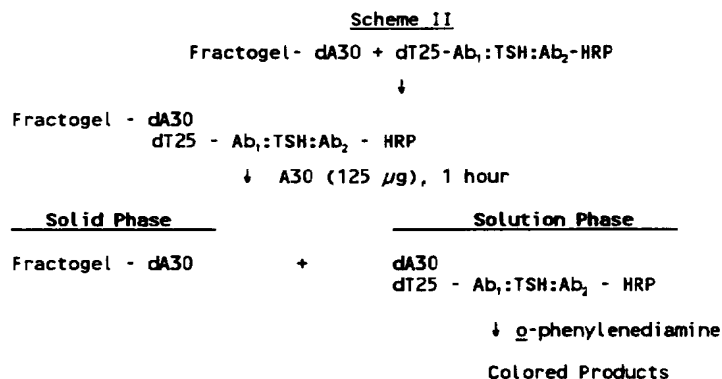 Scheme II
Fractogel- dA30 + dT25-Ab₁:TSH:Ab₂-HRP
↓
Fractogel - dA30
dT25 - Ab₁:TSH:Ab₂ - HRP
↓ A30 (125 µg), 1 hour
Solid Phase Solution Phase
Fractogel - dA30 + dA30
dT25 - Ab₁:TSH:Ab₂ - HRP
↓ o-phenylenediamine
Colored Products